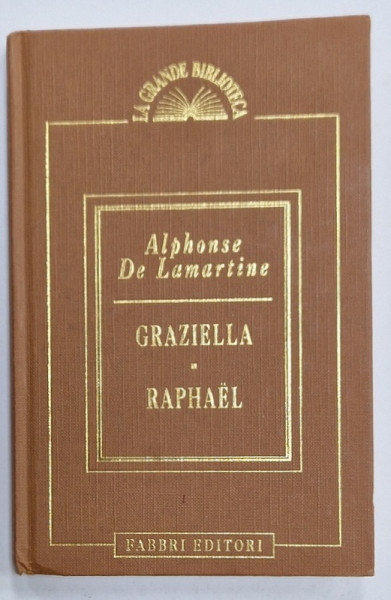 LA GRANDE BIBLIOTECA
Alphonse
De Lamartine
GRAZIELLA
RAPHAËL
FABBRI EDITORI